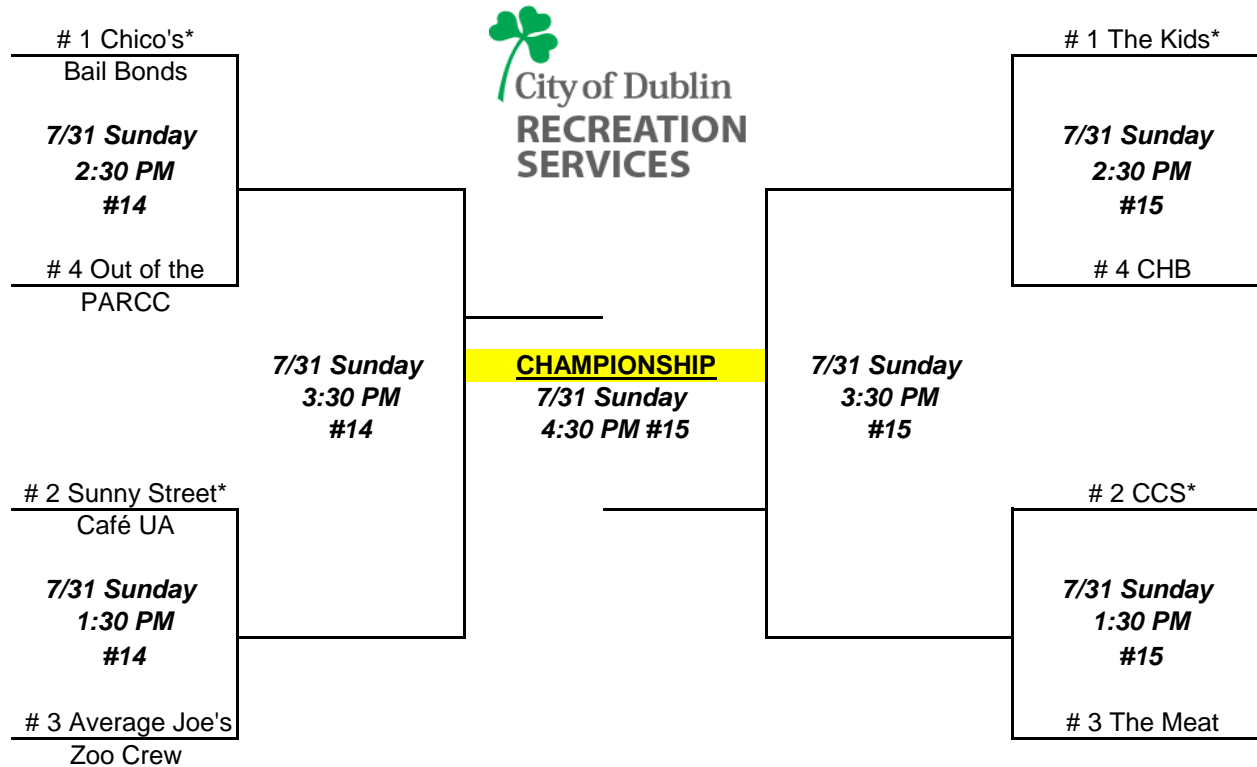 # 1 Chico's*
Bail Bonds
7/31 Sunday
2:30 PM
#14
# 4 Out of the
PARCC
7/31 Sunday
3:30 PM
#14
# 2 Sunny Street*
Café UA
7/31 Sunday
1:30 PM
#14
# 3 Average Joe's
Zoo Crew
City of Dublin
RECREATION
SERVICES
CHAMPIONSHIP
7/31 Sunday
4:30 PM #15
# 1 The Kids*
7/31 Sunday
2:30 PM
#15
# 4 CHB
7/31 Sunday
3:30 PM
#15
# 2 CCS*
7/31 Sunday
1:30 PM
#15
# 3 The Meat